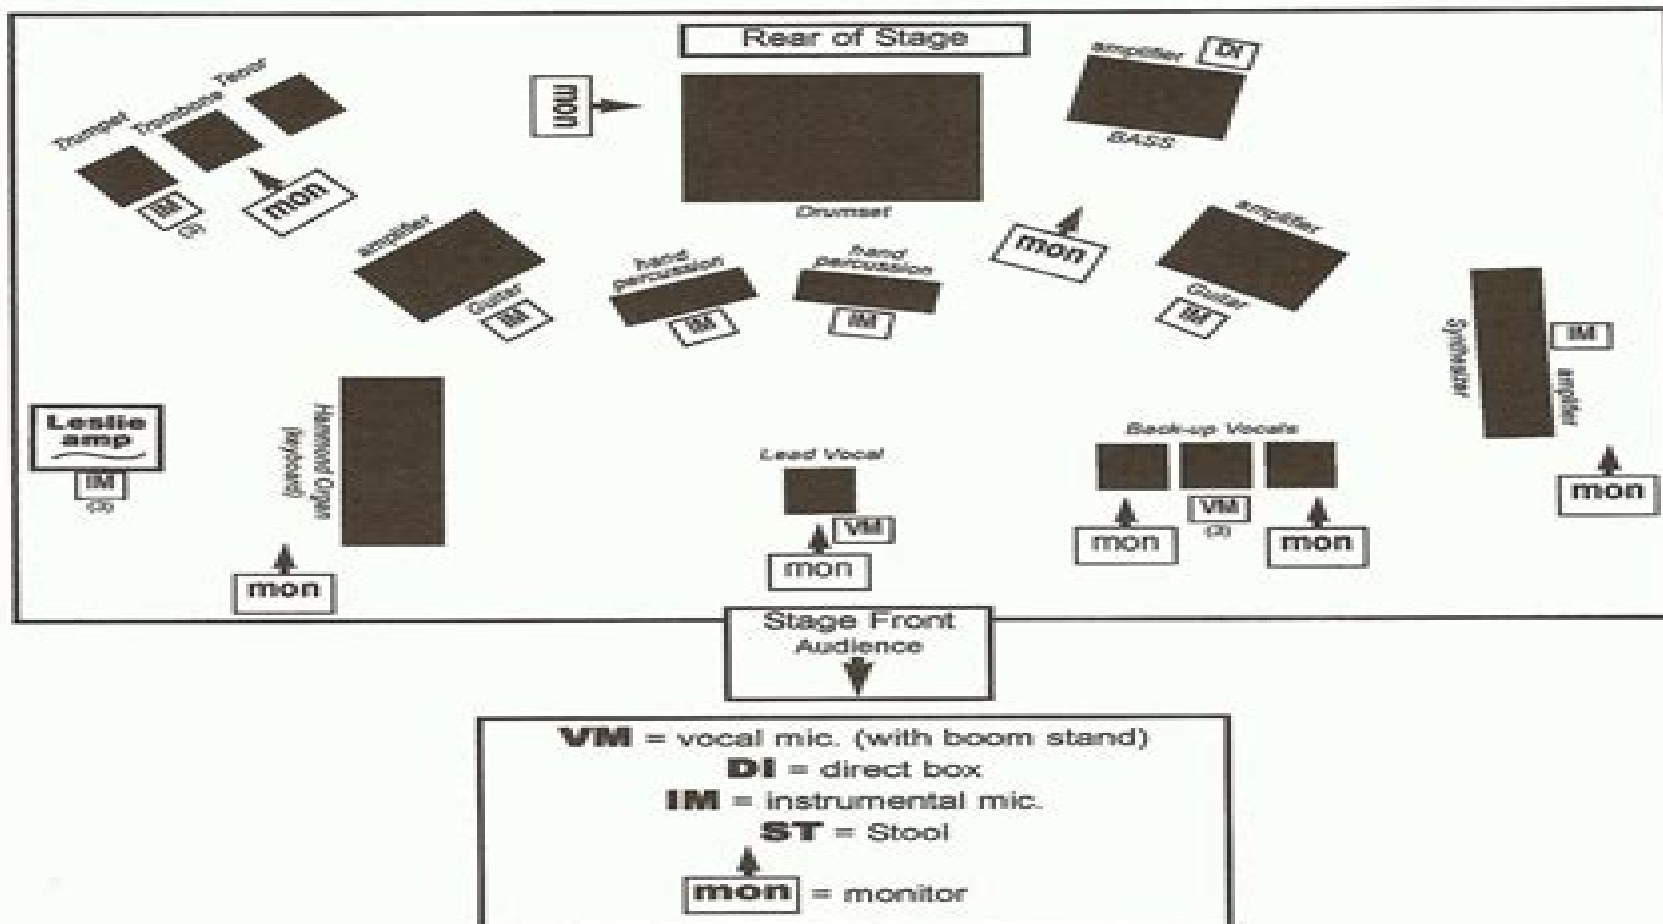 Rear of Stage
amplifier
DI
BASS
mon
Tenor
Trombone
Trumpet
IM
mon
Drumset
amplifier
Guitar
IM
hand
percussion
IM
hand
percussion
IM
mon
amplifier
Guitar
IM
Synthesizer
IM
amplifier
mon
Leslie
amp
IM
Hammond Organ
(keyboard)
mon
Lead Vocal
VM
mon
Back-up Vocals
mon
VM
mon
Stage Front
Audience
VM = vocal mic. (with boom stand)
DI = direct box
IM = instrumental mic.
ST = Stool
mon = monitor